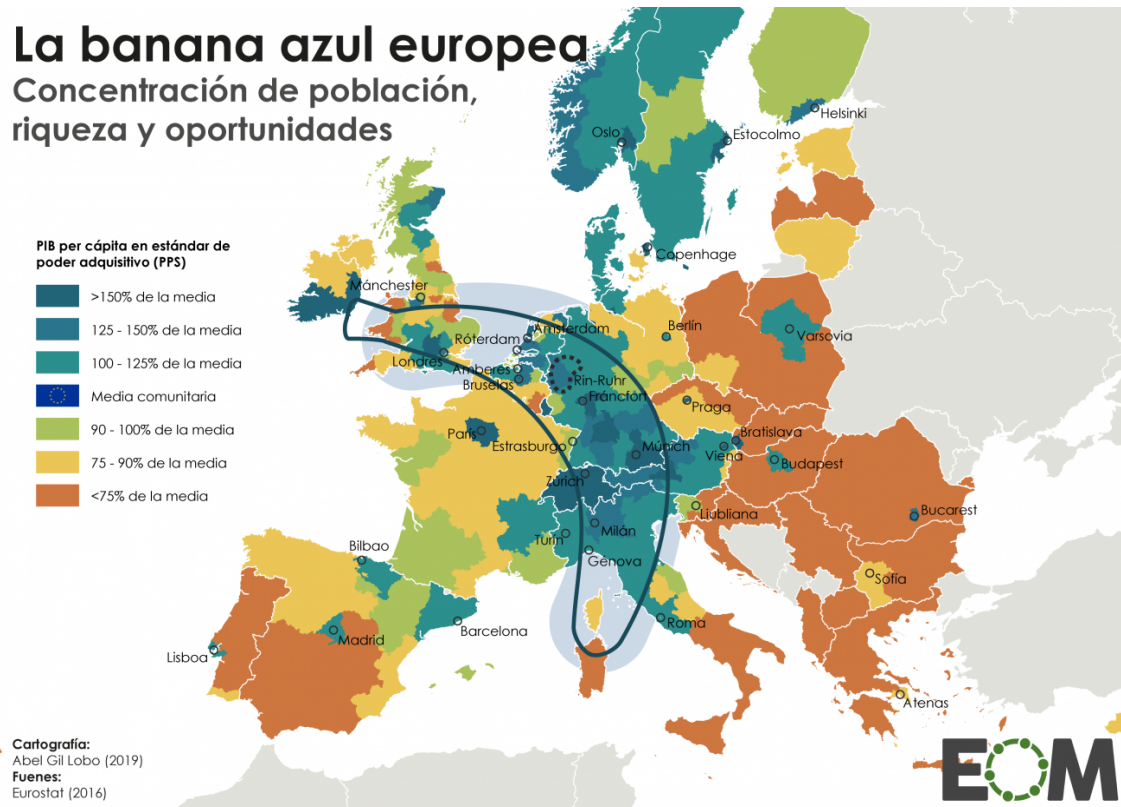 La banana azul europea
Concentración de población,
riqueza y oportunidades
PIB per cápita en estándar de
poder adquisitivo (PPS)
>150% de la media
125 - 150% de la media
100 - 125% de la media
Media comunitaria
90 - 100% de la media
75 - 90% de la media
<75% de la media
Helsinki
Oslo
Estocolmo
Copenhage
Mánchester
Ámsterdam
Berlín
Varsovia
Róterdam
Londres
Amberes
Bruselas
Rin-Ruhr
Fráncfort
Praga
París
Estrasburgo
Múnich
Bratislava
Viena
Budapest
Zúrich
Liubliana
Bucarest
Milán
Turín
Génova
Bilbao
Sofía
Roma
Barcelona
Madrid
Lisboa
Atenas
Cartografía:
Abel Gil Lobo (2019)
Fuenes:
Eurostat (2016)
EOM